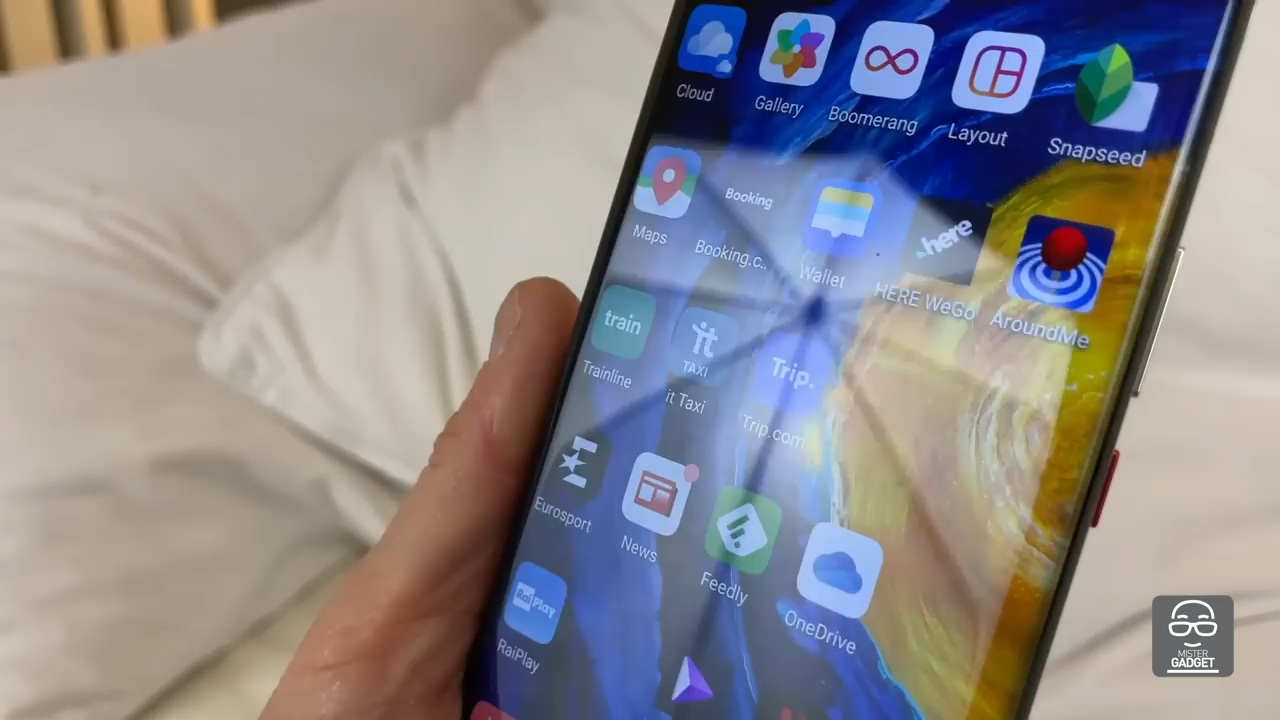 Cloud
Gallery
Boomerang
Layout
Snapseed
Booking
.here
Maps
Booking.c..
Wallet
HERE WeGo
AroundMe
train
it
TAXI
Trip.
Trainline
it Taxi
Trip.com
Eurosport
News
Feedly
OneDrive
RaiPlay
RaiPlay
MISTER
GADGET